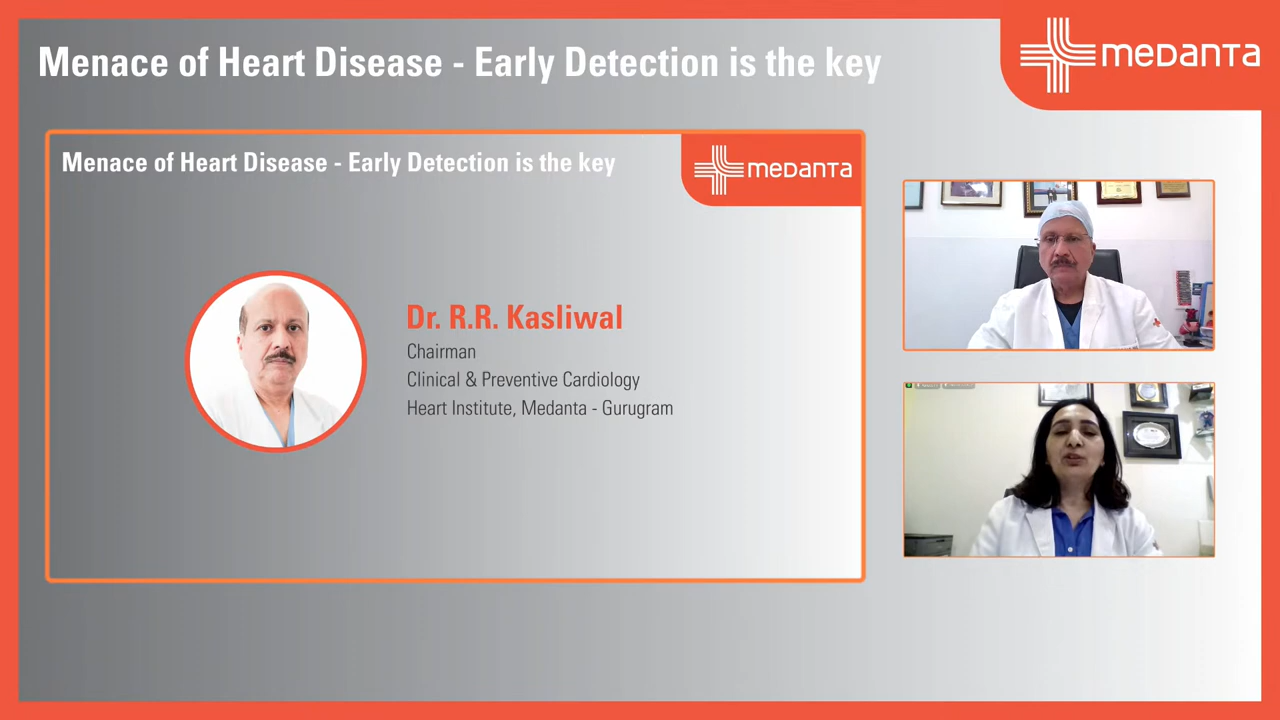 Menace of Heart Disease - Early Detection is the key
medanta
Menace of Heart Disease - Early Detection is the key
medanta
Dr. R.R. Kasliwal
Chairman
Clinical & Preventive Cardiology
Heart Institute, Medanta - Gurugram